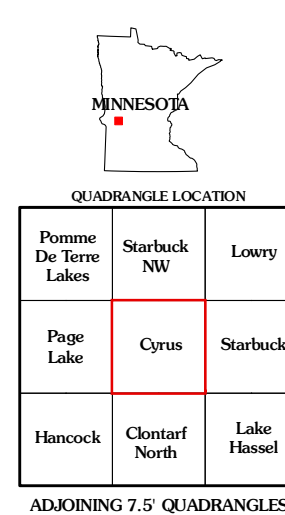 MINNESOTA
QUADRANGLE LOCATION
Pomme
De Terre
Lakes
Starbuck
NW
Lowry
Page
Lake
Cyrus
Starbuck
Hancock
Clontarf
North
Lake
Hassel
ADJOINING 7.5' QUADRANGLES